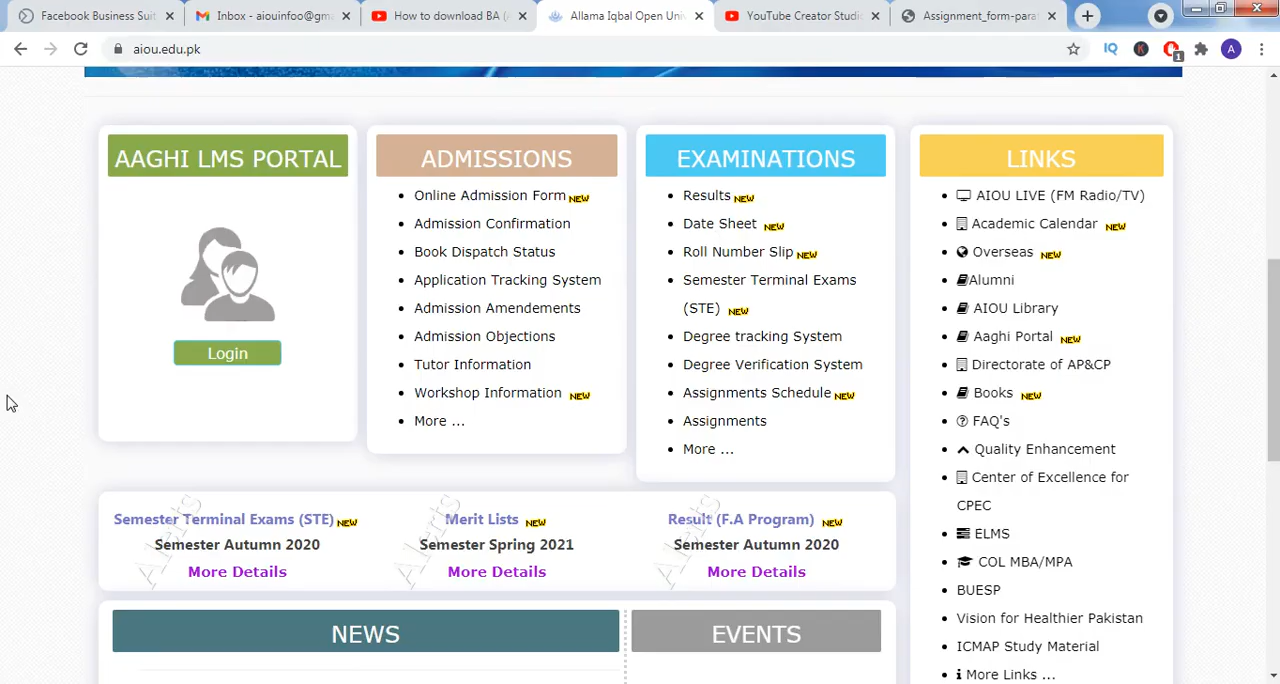 Facebook Business Suit
Inbox - aiouinfoo@gm
How to download BA (
Allama Iqbal Open Uni
YouTube Creator Studi
Assignment_form-para
aiou.edu.pk
IQ
K
1
A
AAGHI LMS PORTAL
Login
ADMISSIONS
Online Admission Form NEW
Admission Confirmation
Book Dispatch Status
Application Tracking System
Admission Amendements
Admission Objections
Tutor Information
Workshop Information NEW
More ...
EXAMINATIONS
Results NEW
Date Sheet NEW
Roll Number Slip NEW
Semester Terminal Exams
(STE) NEW
Degree tracking System
Degree Verification System
Assignments Schedule NEW
Assignments
More ...
LINKS
AIOU LIVE (FM Radio/TV)
Academic Calendar NEW
Overseas NEW
Alumni
AIOU Library
Aaghi Portal NEW
Directorate of AP&CP
Books NEW
FAQ's
Quality Enhancement
Center of Excellence for
CPEC
ELMS
COL MBA/MPA
BUESP
Vision for Healthier Pakistan
ICMAP Study Material
More Links ...
Alerts
Semester Terminal Exams (STE) NEW
Semester Autumn 2020
More Details
Alerts
Merit Lists NEW
Semester Spring 2021
More Details
Alerts
Result (F.A Program) NEW
Semester Autumn 2020
More Details
NEWS
EVENTS